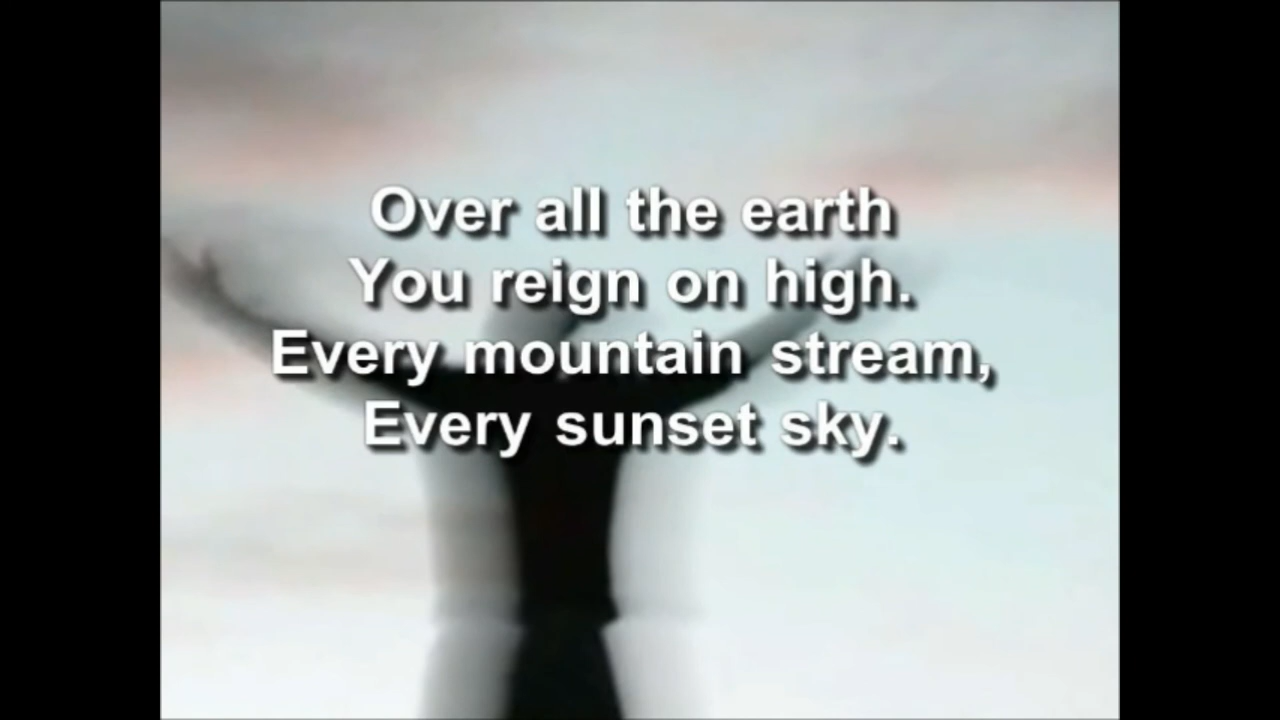 Over all the earth
You reign on high.
Every mountain stream,
Every sunset sky.